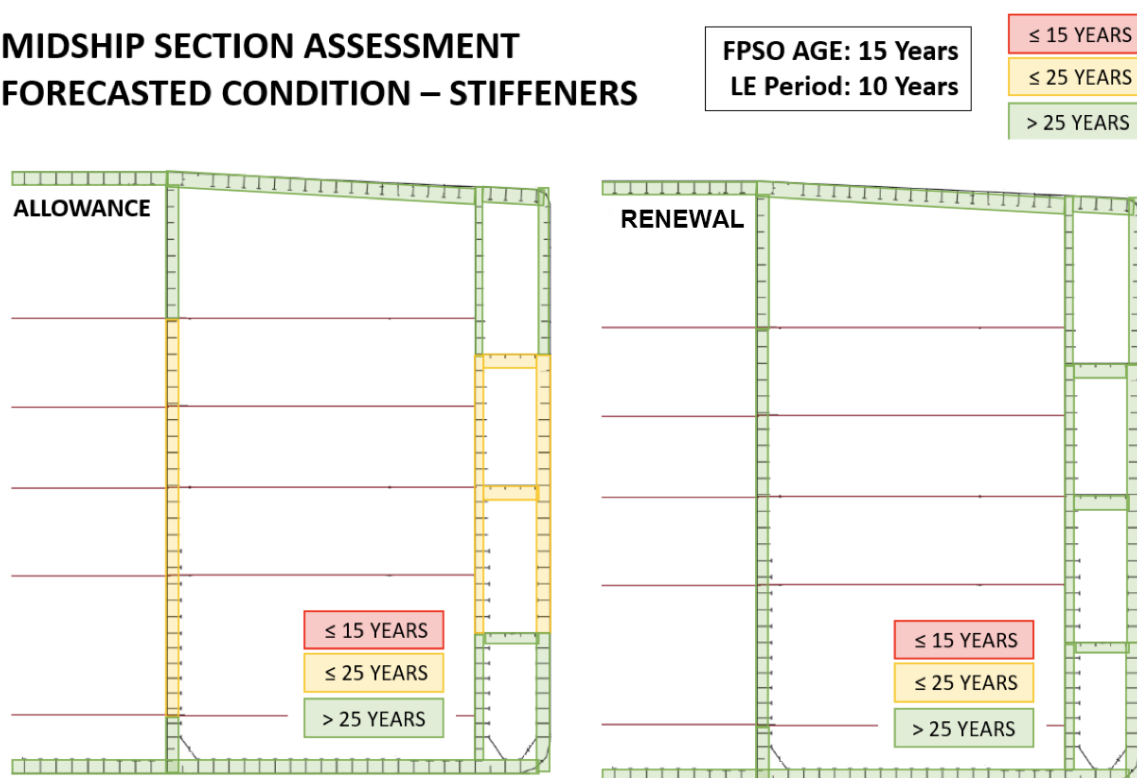 MIDSHIP SECTION ASSESSMENT
FORECASTED CONDITION – STIFFENERS
FPSO AGE: 15 Years
LE Period: 10 Years
≤ 15 YEARS
≤ 25 YEARS
> 25 YEARS
ALLOWANCE
≤ 15 YEARS
≤ 25 YEARS
> 25 YEARS
RENEWAL
≤ 15 YEARS
≤ 25 YEARS
> 25 YEARS